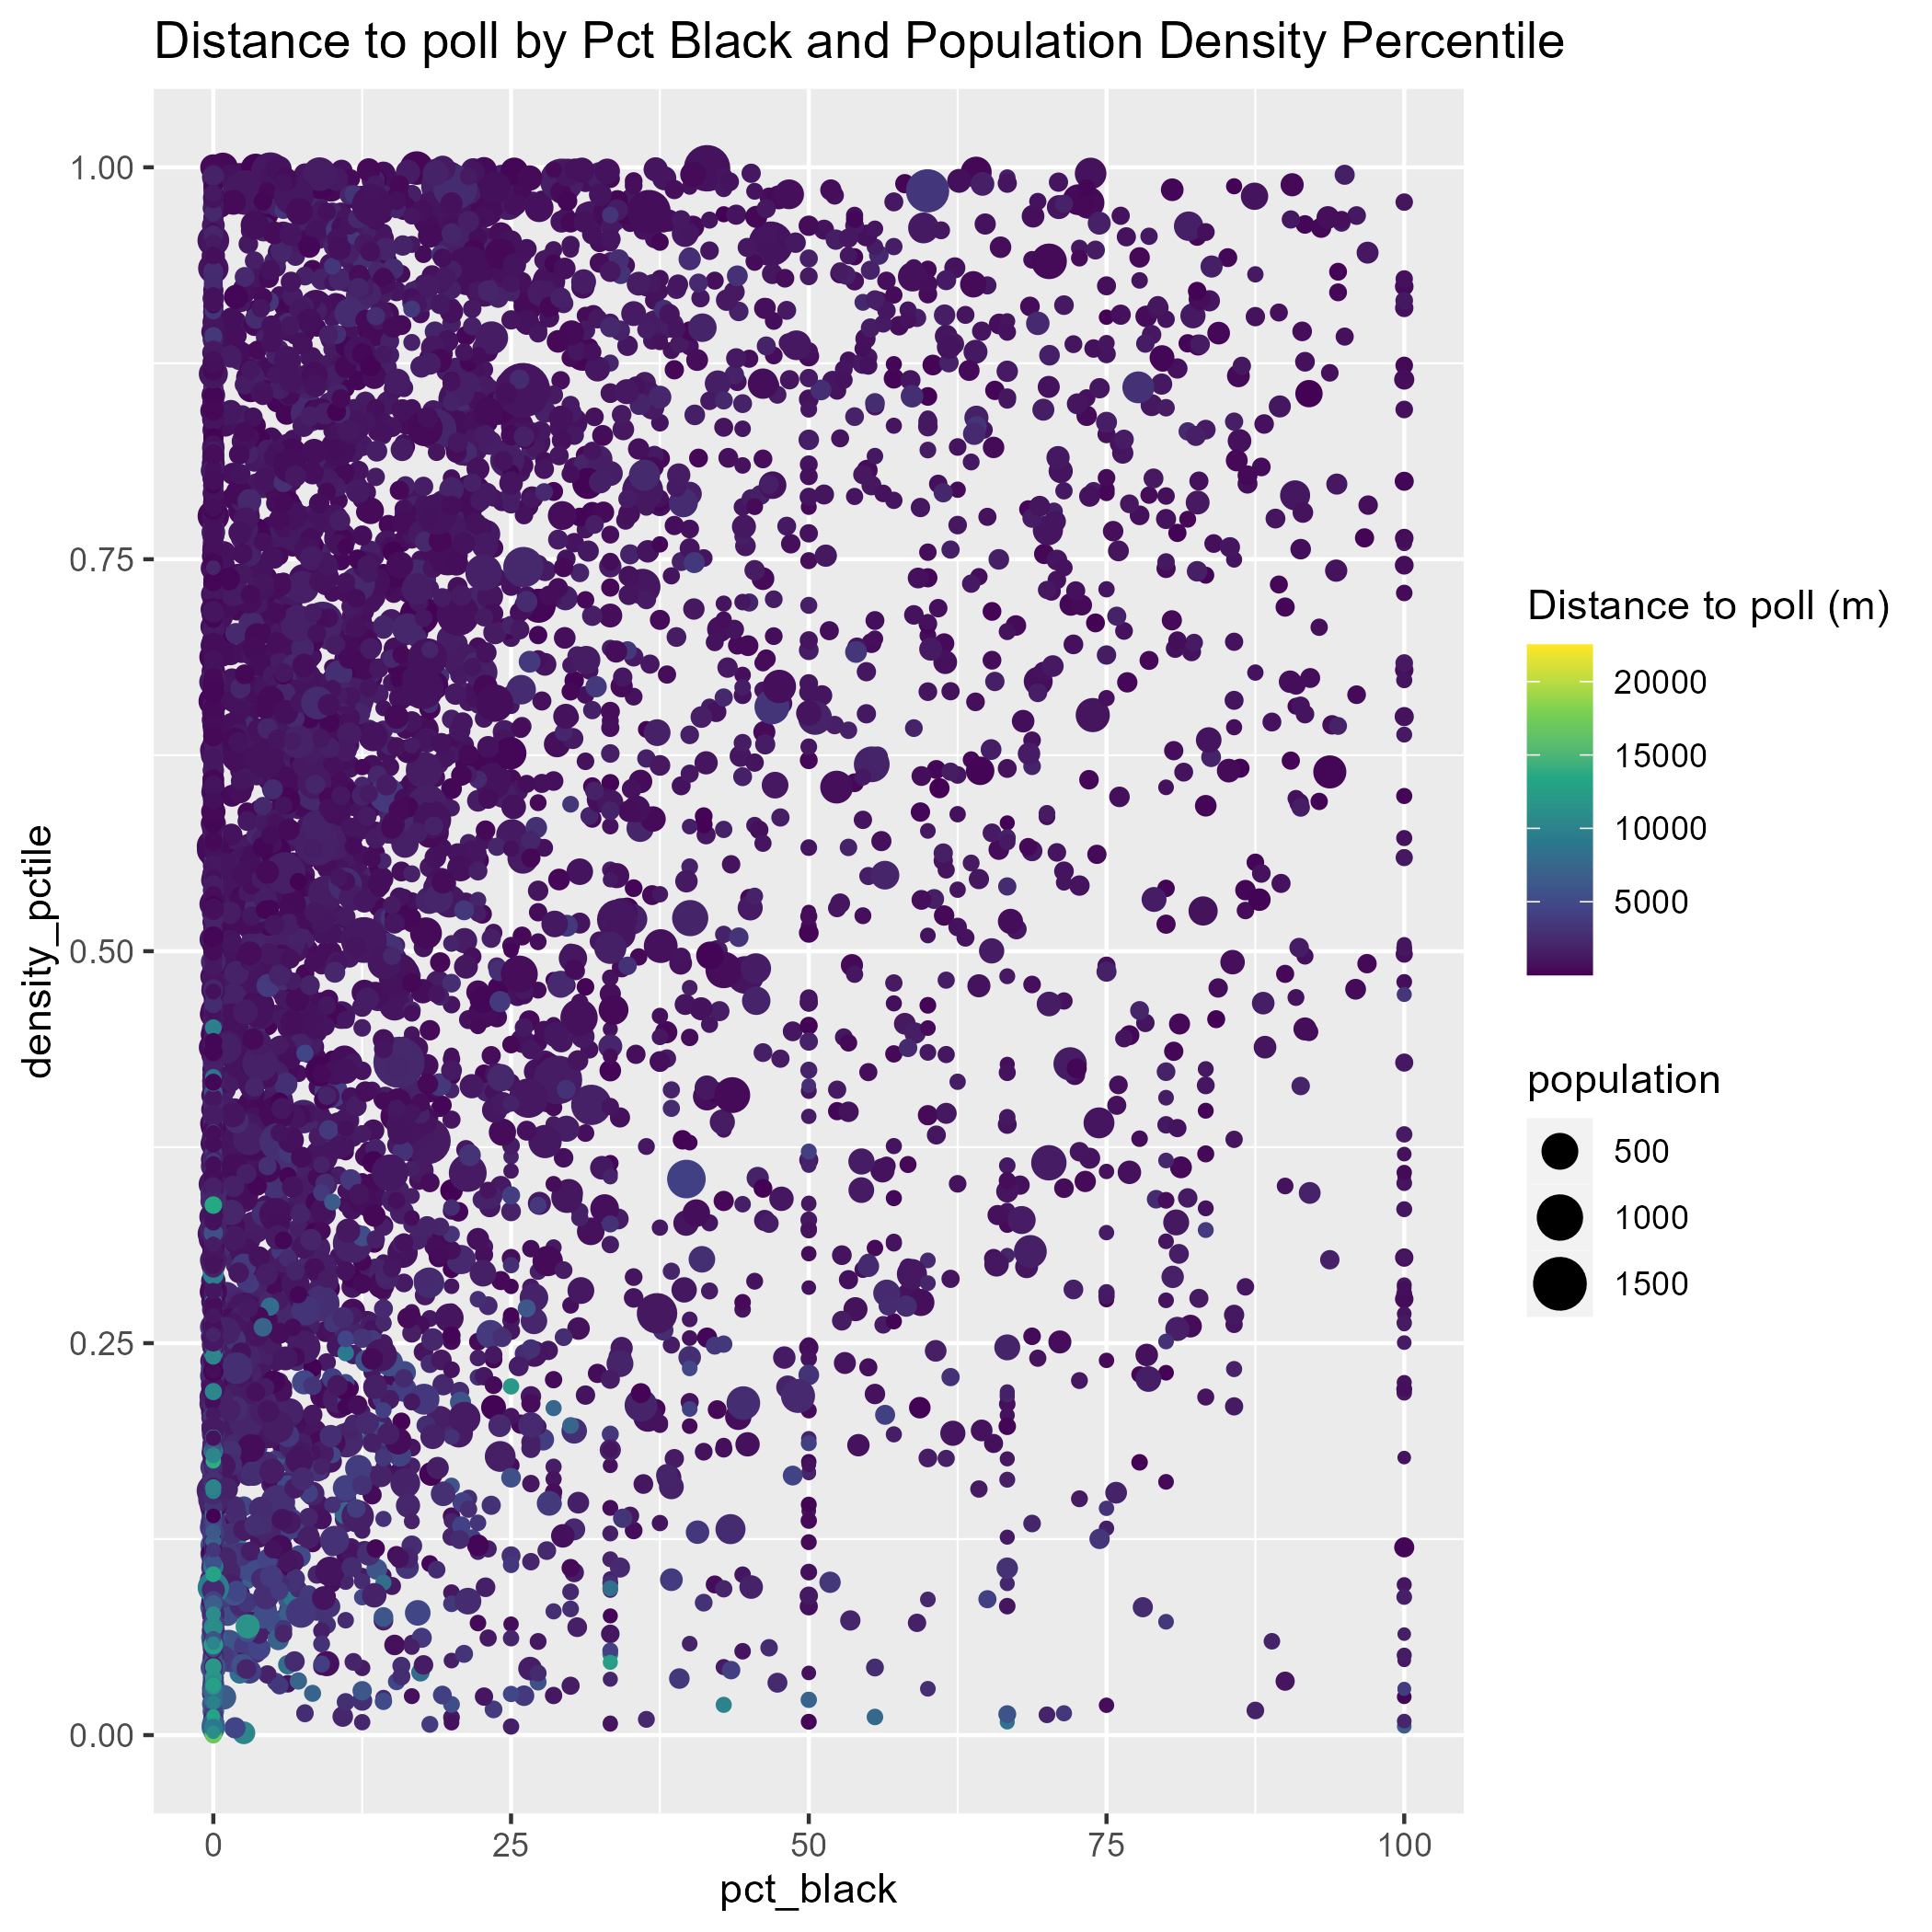 Distance to poll by Pct Black and Population Density Percentile
density_pctile
1.00
0.75
0.50
0.25
0.00
0 25 50 75 100
pct_black
Distance to poll (m)
20000
15000
10000
5000
population
500
1000
1500